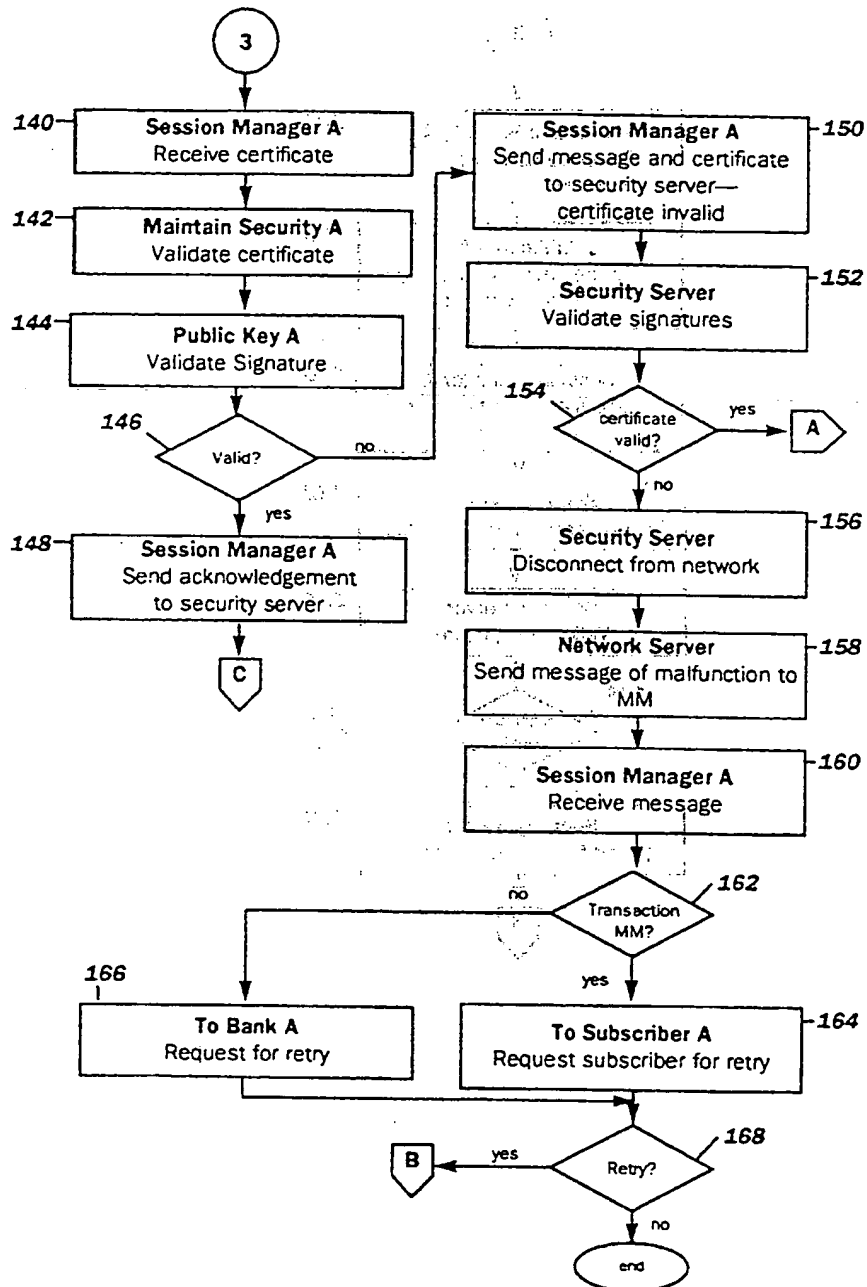 3
140
Session Manager A
Receive certificate
142
Maintain Security A
Validate certificate
144
Public Key A
Validate Signature
146
Valid?
no
yes
148
Session Manager A
Send acknowledgement
to security server
C
150
Session Manager A
Send message and certificate
to security server—
certificate invalid
152
Security Server
Validate signatures
154
certificate
valid?
yes
A
no
156
Security Server
Disconnect from network
158
Network Server
Send message of malfunction to
MM
160
Session Manager A
Receive message
162
Transaction
MM?
no
yes
166
To Bank A
Request for retry
164
To Subscriber A
Request subscriber for retry
168
Retry?
yes
B
no
end